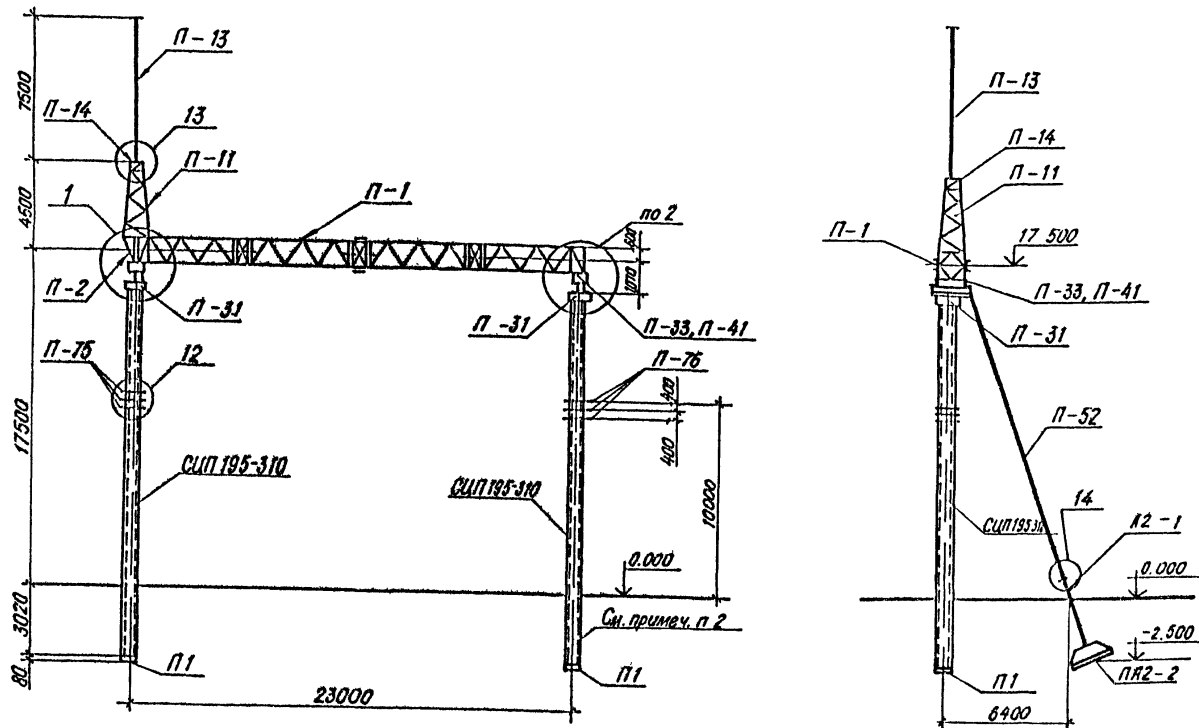 П-13
П-14
13
П-11
1
П-1
по 2
П-2
П-31
П-31
П-33, П-41
П-75
12
П-76
СЦП 195-310
СЦП 195-310
0.000
См. примеч. п 2
П1
П1
23000
7500
4500
17500
3020
80
1070
400
400
10000
П-13
П-14
П-11
П-1
17 500
П-33, П-41
П-31
П-52
14
К2-1
0.000
-2.500
ПА2-2
П1
6400